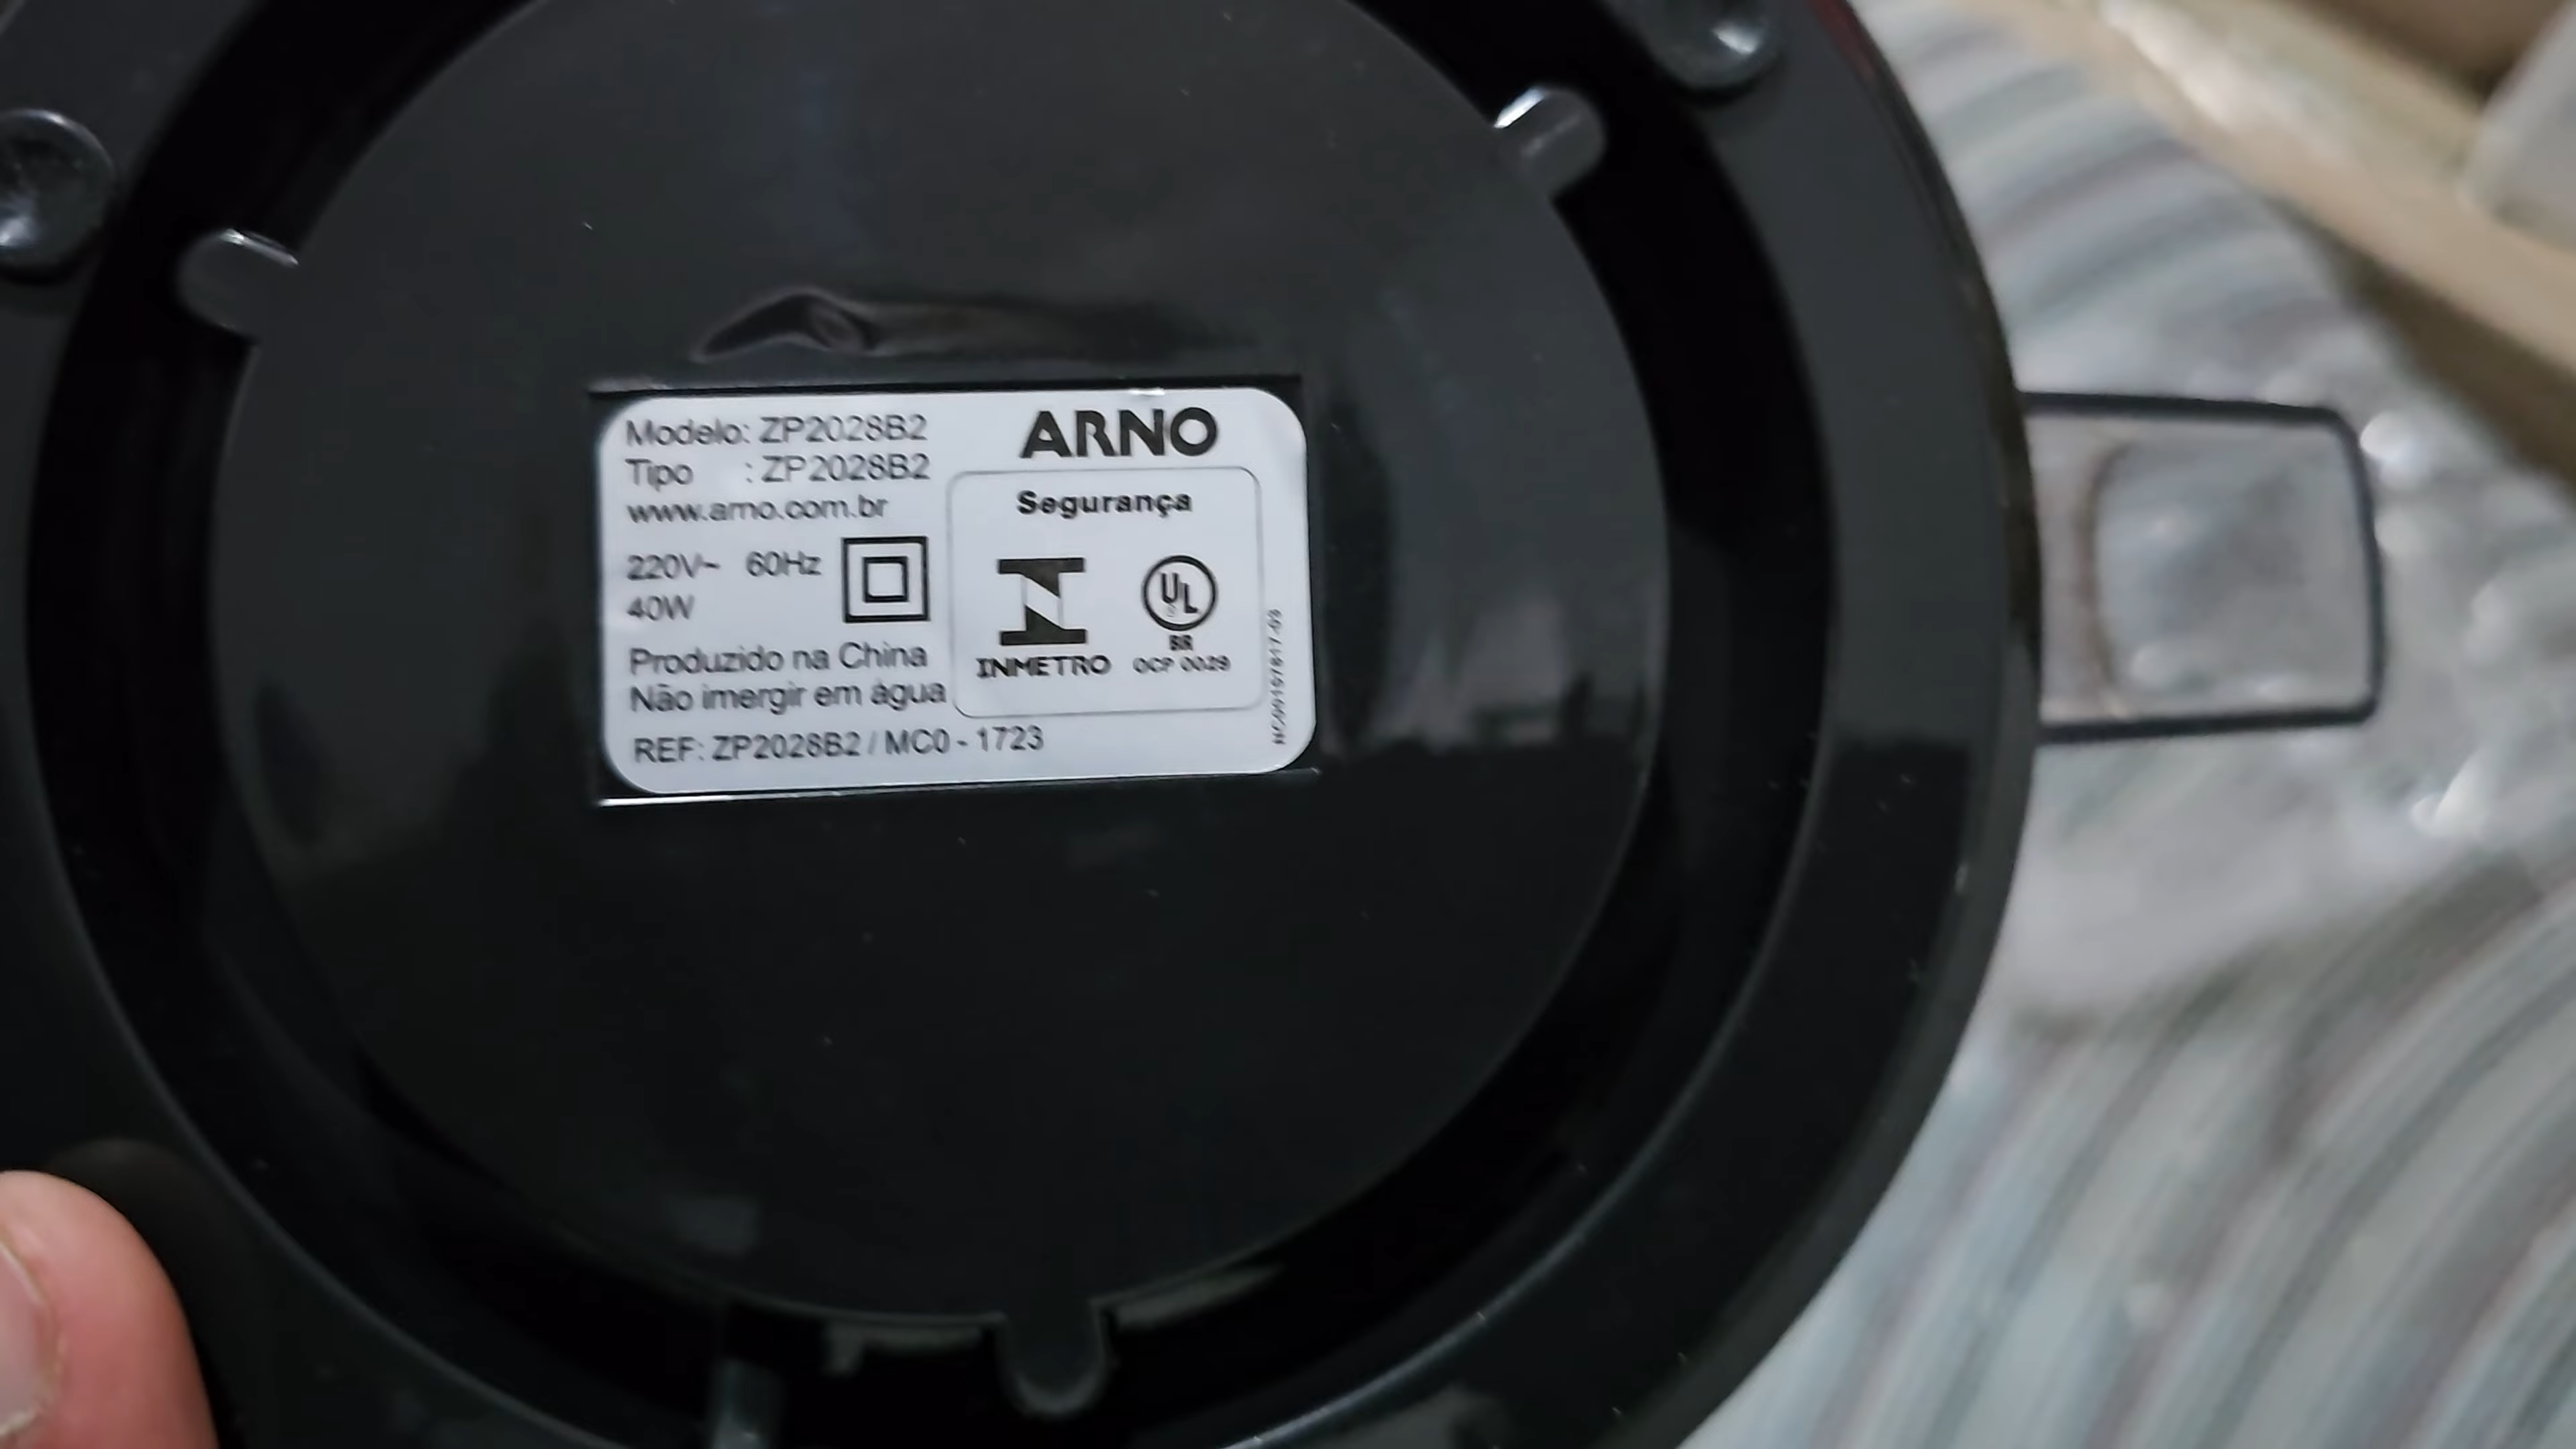 Modelo: ZP2028B2
Tipo : ZP2028B2
www.arno.com.br
220V~ 60Hz
40W
Produzido na China
Não imergir em água
REF: ZP2028B2 / MC0 - 1723
ARNO
Segurança
INMETRO
UL
BR
OCP 0029